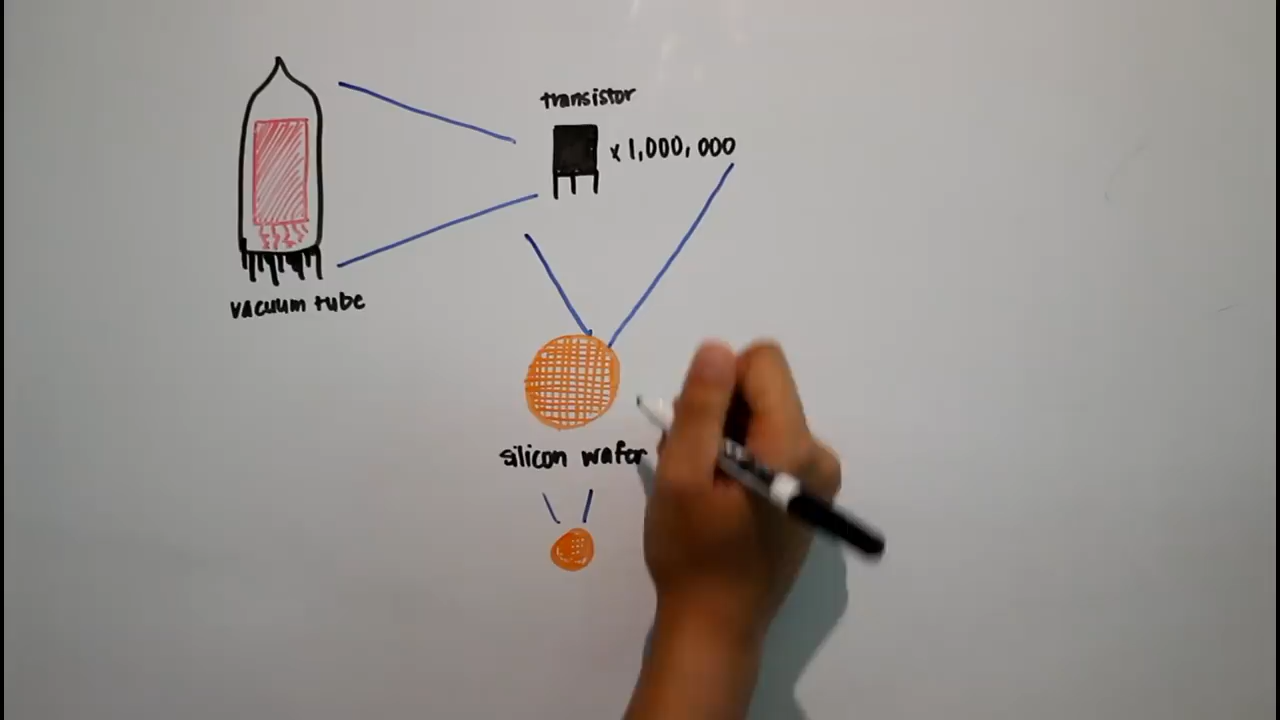 transistor
x 1,000,000
vacuum tube
silicon wafer